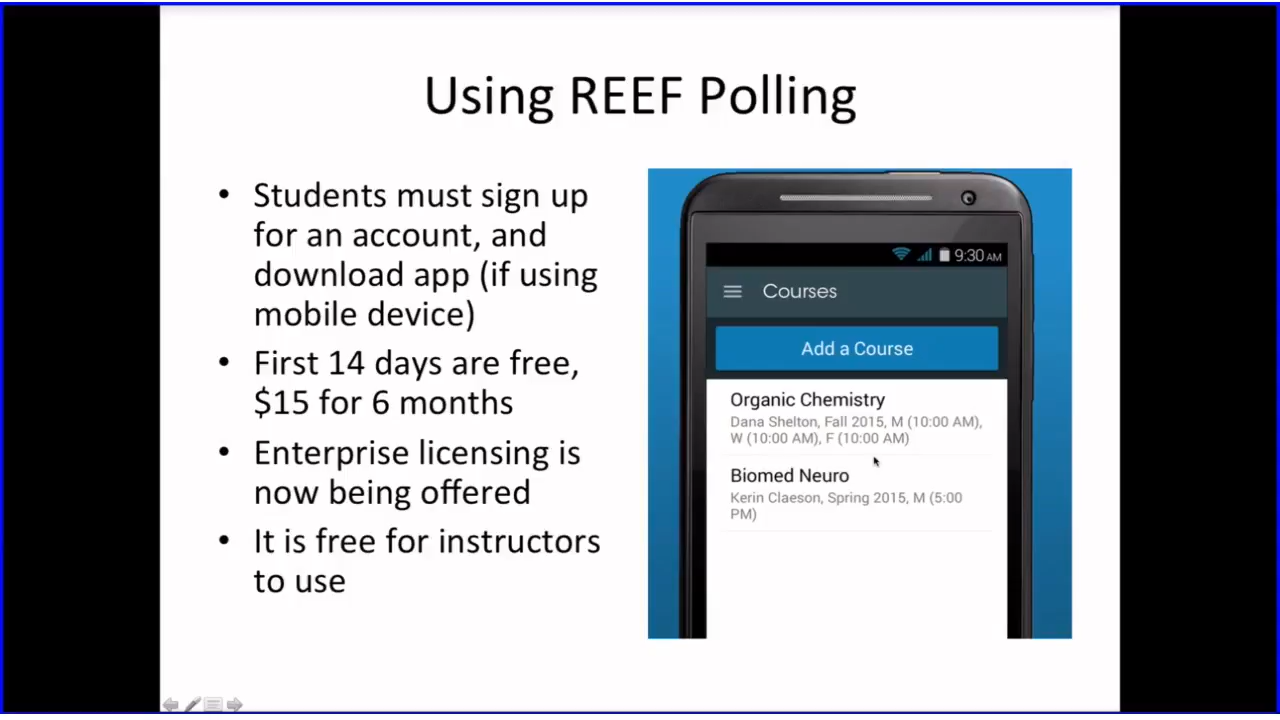 Using REEF Polling
• Students must sign up
for an account, and
download app (if using
mobile device)
• First 14 days are free,
$15 for 6 months
• Enterprise licensing is
now being offered
• It is free for instructors
to use
9:30 AM
Courses
Add a Course
Organic Chemistry
Dana Shelton, Fall 2015, M (10:00 AM),
W (10:00 AM), F (10:00 AM)
Biomed Neuro
Kerin Claeson, Spring 2015, M (5:00
PM)